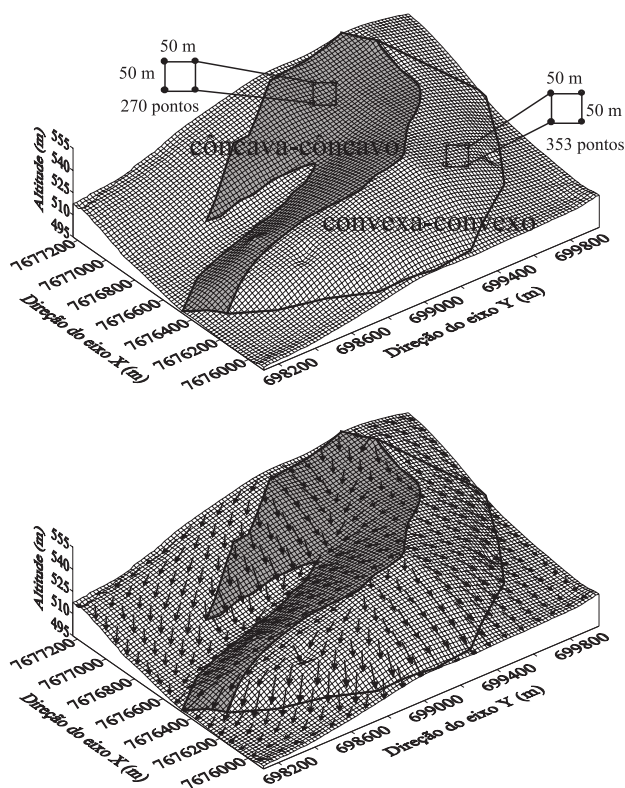 50 m
50 m
270 pontos
50 m
50 m
353 pontos
côncava-côncavo
convexa-convexo
Altitude (m)
555
540
525
510
495
7677200
7677000
7676800
7676600
7676400
7676200
7676000
Direção do eixo X (m)
698200
698600
699000
699400
699800
Direção do eixo Y (m)
Altitude (m)
555
540
525
510
495
7677200
7677000
7676800
7676600
7676400
7676200
7676000
Direção do eixo X (m)
698200
698600
699000
699400
699800
Direção do eixo Y (m)